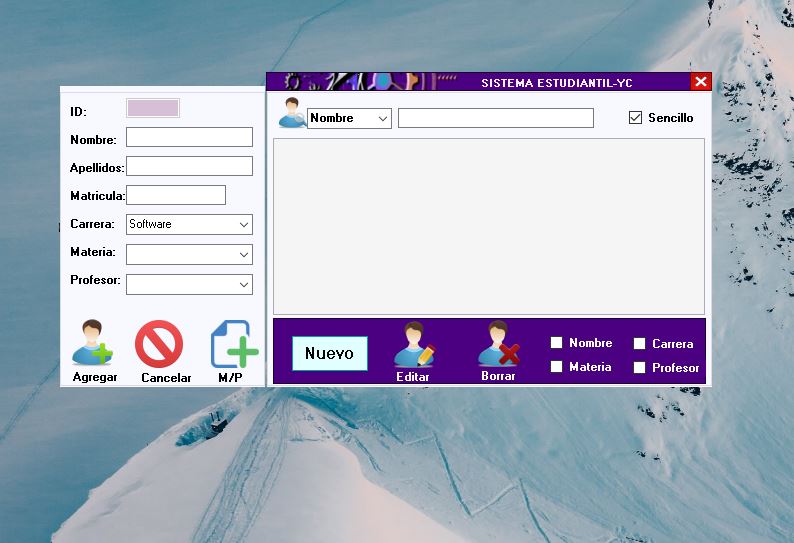 SISTEMA ESTUDIANTIL-YC
ID:
Nombre:
Apellidos:
Matricula:
Carrera: Software
Materia:
Profesor:
Agregar
Cancelar
M/P
Nombre
Sencillo
Nuevo
Editar
Borrar
Nombre
Carrera
Materia
Profesor